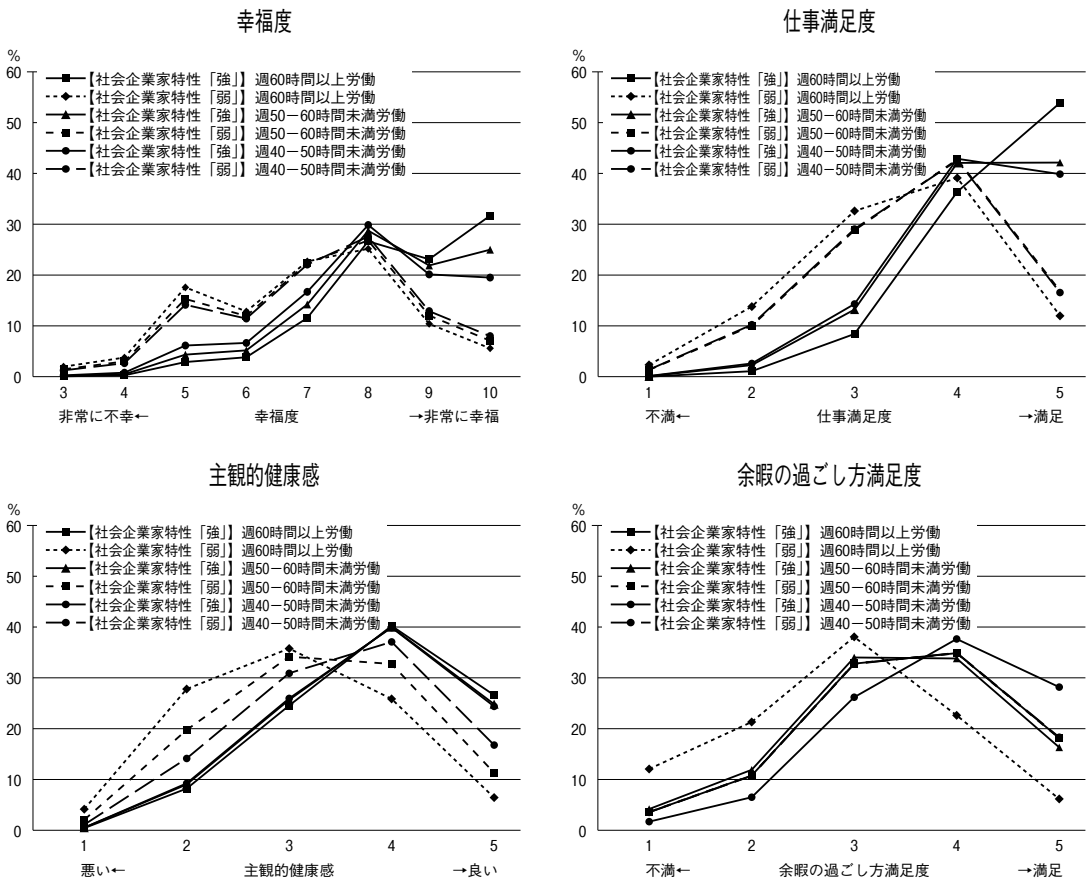 幸福度
%
60
50
40
30
20
10
0
【社会企業家特性「強」】週60時間以上労働
【社会企業家特性「弱」】週60時間以上労働
【社会企業家特性「強」】週50－60時間未満労働
【社会企業家特性「弱」】週50－60時間未満労働
【社会企業家特性「強」】週40－50時間未満労働
【社会企業家特性「弱」】週40－50時間未満労働
3 4 5 6 7 8 9 10
非常に不幸← 幸福度 →非常に幸福
仕事満足度
%
60
50
40
30
20
10
0
【社会企業家特性「強」】週60時間以上労働
【社会企業家特性「弱」】週60時間以上労働
【社会企業家特性「強」】週50－60時間未満労働
【社会企業家特性「弱」】週50－60時間未満労働
【社会企業家特性「強」】週40－50時間未満労働
【社会企業家特性「弱」】週40－50時間未満労働
1 2 3 4 5
不満← 仕事満足度 →満足
主観的健康感
%
60
50
40
30
20
10
0
【社会企業家特性「強」】週60時間以上労働
【社会企業家特性「弱」】週60時間以上労働
【社会企業家特性「強」】週50－60時間未満労働
【社会企業家特性「弱」】週50－60時間未満労働
【社会企業家特性「強」】週40－50時間未満労働
【社会企業家特性「弱」】週40－50時間未満労働
1 2 3 4 5
悪い← 主観的健康感 →良い
余暇の過ごし方満足度
%
60
50
40
30
20
10
0
【社会企業家特性「強」】週60時間以上労働
【社会企業家特性「弱」】週60時間以上労働
【社会企業家特性「強」】週50－60時間未満労働
【社会企業家特性「弱」】週50－60時間未満労働
【社会企業家特性「強」】週40－50時間未満労働
【社会企業家特性「弱」】週40－50時間未満労働
1 2 3 4 5
不満← 余暇の過ごし方満足度 →満足